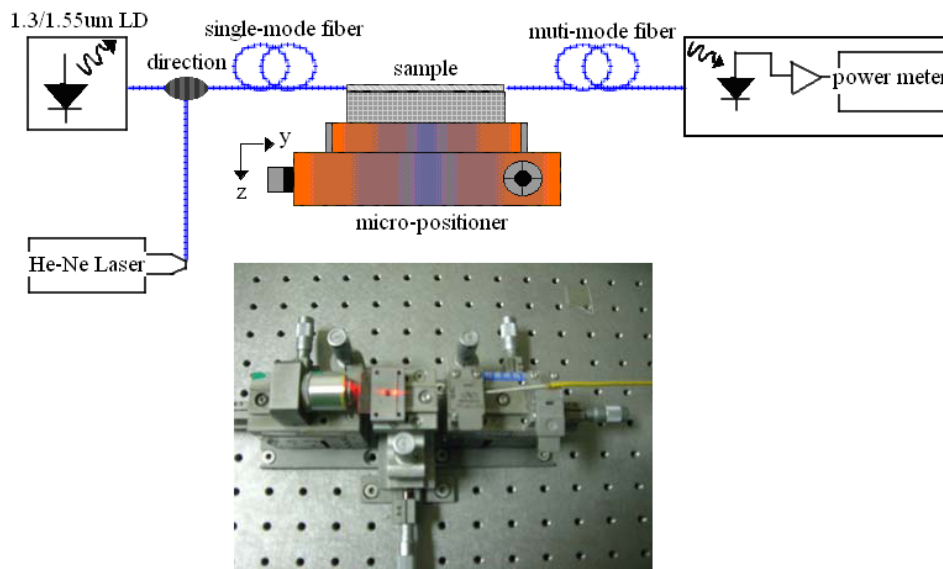 1.3/1.55um LD
single-mode fiber
muti-mode fiber
direction
sample
power meter
y
z
micro-positioner
He-Ne Laser